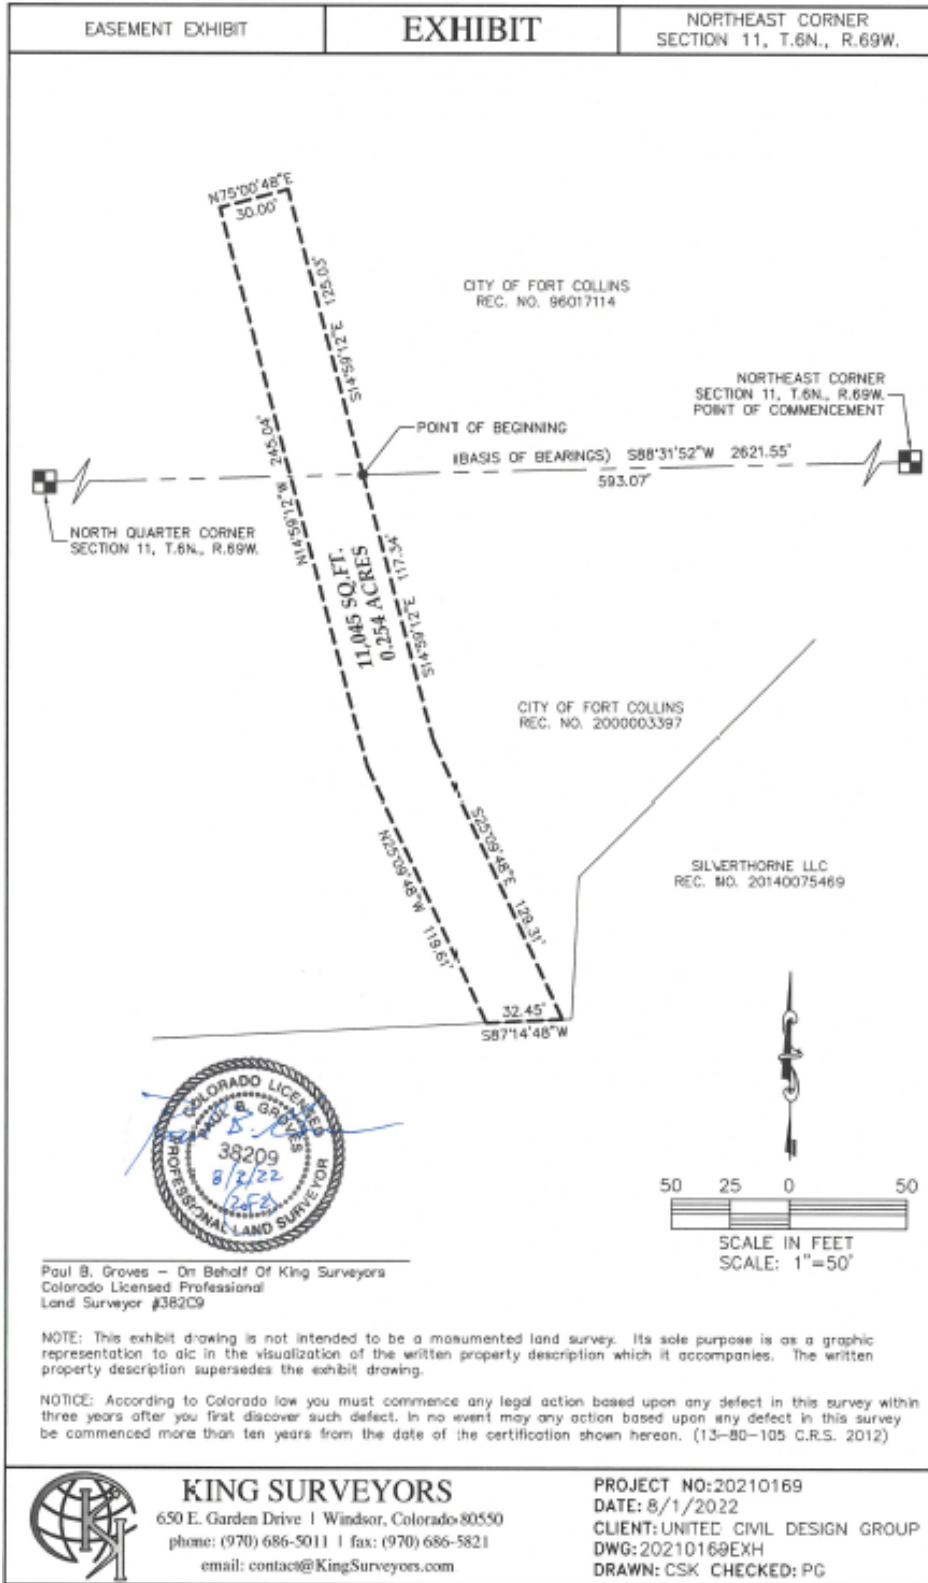 EASEMENT EXHIBIT
EXHIBIT
NORTHEAST CORNER
SECTION 11, T.6N., R.69W.
N75°00'48"E
30.00'
S14°59'12"E 125.03'
CITY OF FORT COLLINS
REC. NO. 96017114
NORTHEAST CORNER
SECTION 11, T.6N., R.69W.
POINT OF COMMENCEMENT
POINT OF BEGINNING
(BASIS OF BEARINGS) S88°31'52"W 2621.55'
593.07'
N14°59'12"W 245.04'
NORTH QUARTER CORNER
SECTION 11, T.6N., R.69W.
11,045 SQ.FT.
0.254 ACRES
S14°59'12"E 117.34'
CITY OF FORT COLLINS
REC. NO. 2000003397
N25°09'48"W 119.61'
S25°09'48"E 129.31'
SILVERTHORNE LLC
REC. NO. 20140075469
32.45'
S87°14'48"W
COLORADO LICENSED
PAUL B. GROVES
38209
8/2/22
(2of2)
PROFESSIONAL LAND SURVEYOR
50 25 0 50
SCALE IN FEET
SCALE: 1"=50'
Paul B. Groves – On Behalf Of King Surveyors
Colorado Licensed Professional
Land Surveyor #38209
NOTE: This exhibit drawing is not intended to be a monumented land survey. Its sole purpose is as a graphic
representation to aid in the visualization of the written property description which it accompanies. The written
property description supersedes the exhibit drawing.
NOTICE: According to Colorado law you must commence any legal action based upon any defect in this survey within
three years after you first discover such defect. In no event may any action based upon any defect in this survey
be commenced more than ten years from the date of the certification shown hereon. (13–80–105 C.R.S. 2012)
KING SURVEYORS
650 E. Garden Drive | Windsor, Colorado 80550
phone: (970) 686-5011 | fax: (970) 686-5821
email: contact@KingSurveyors.com
PROJECT NO:20210169
DATE: 8/1/2022
CLIENT: UNITED CIVIL DESIGN GROUP
DWG: 20210169EXH
DRAWN: CSK CHECKED: PG